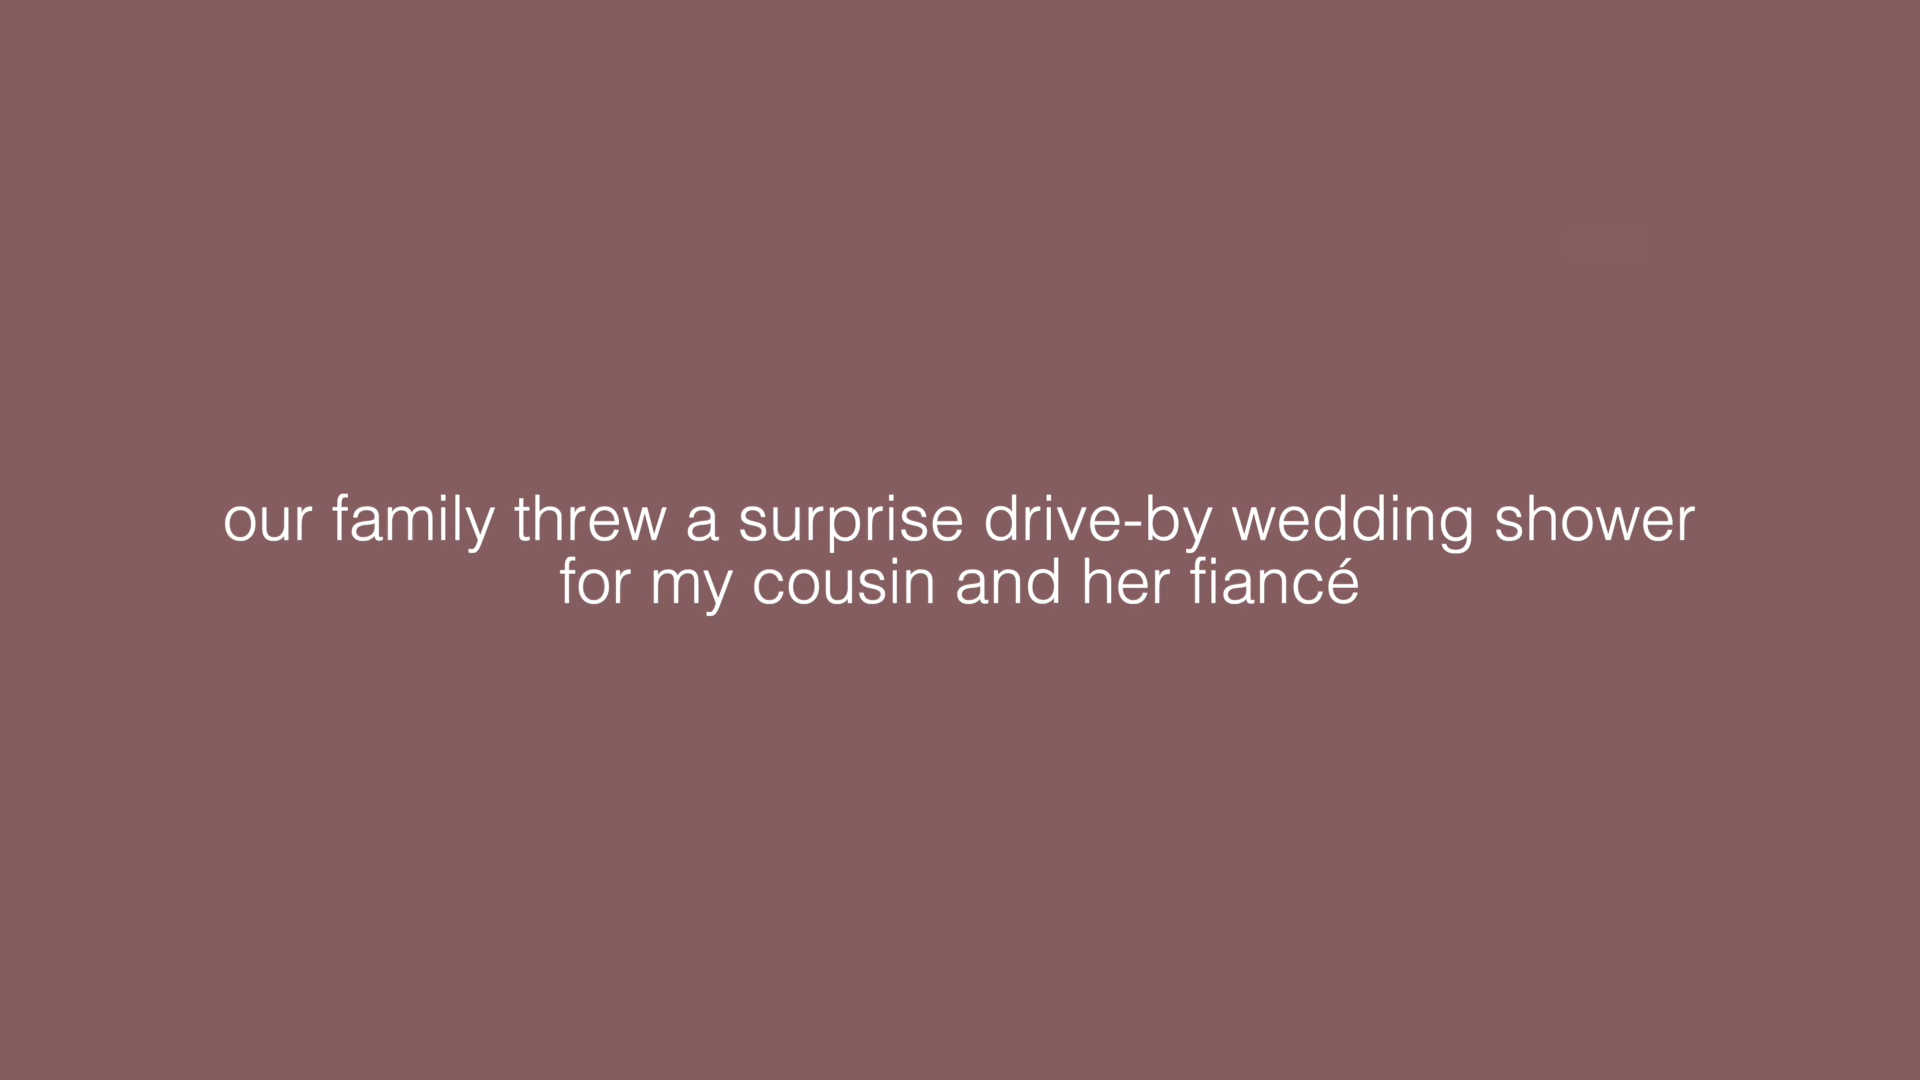 our family threw a surprise drive-by wedding shower
for my cousin and her fiancé